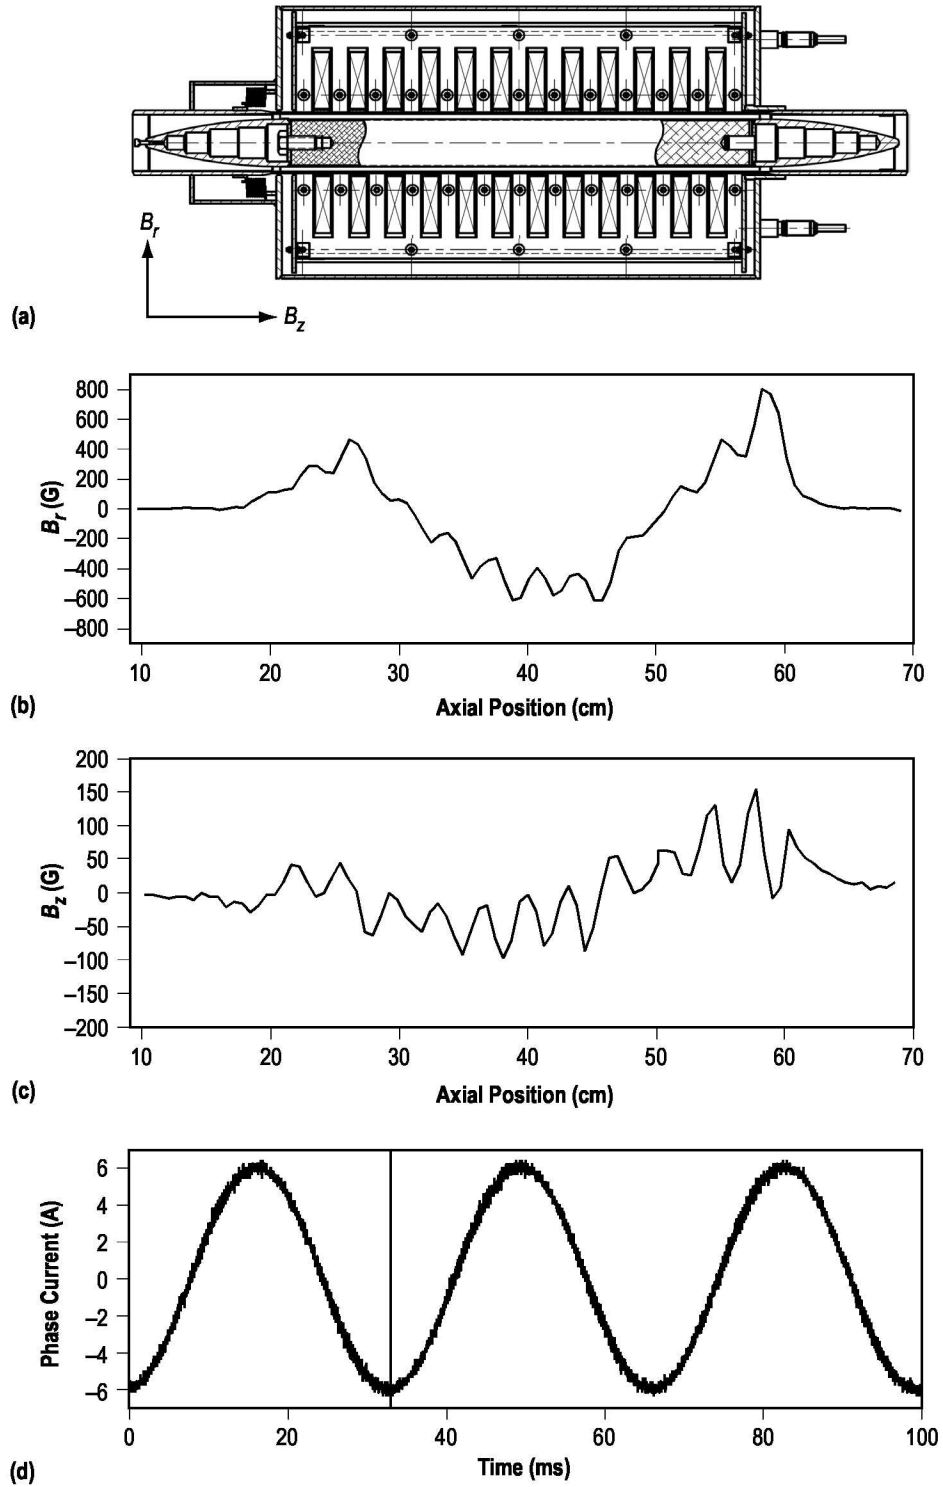 B_r
B_z
(a)
800
600
400
200
0
–200
–400
–600
–800
B_r (G)
10 20 30 40 50 60 70
Axial Position (cm)
(b)
200
150
100
50
0
–50
–100
–150
–200
B_z (G)
10 20 30 40 50 60 70
Axial Position (cm)
(c)
6
4
2
0
–2
–4
–6
Phase Current (A)
0 20 40 60 80 100
Time (ms)
(d)